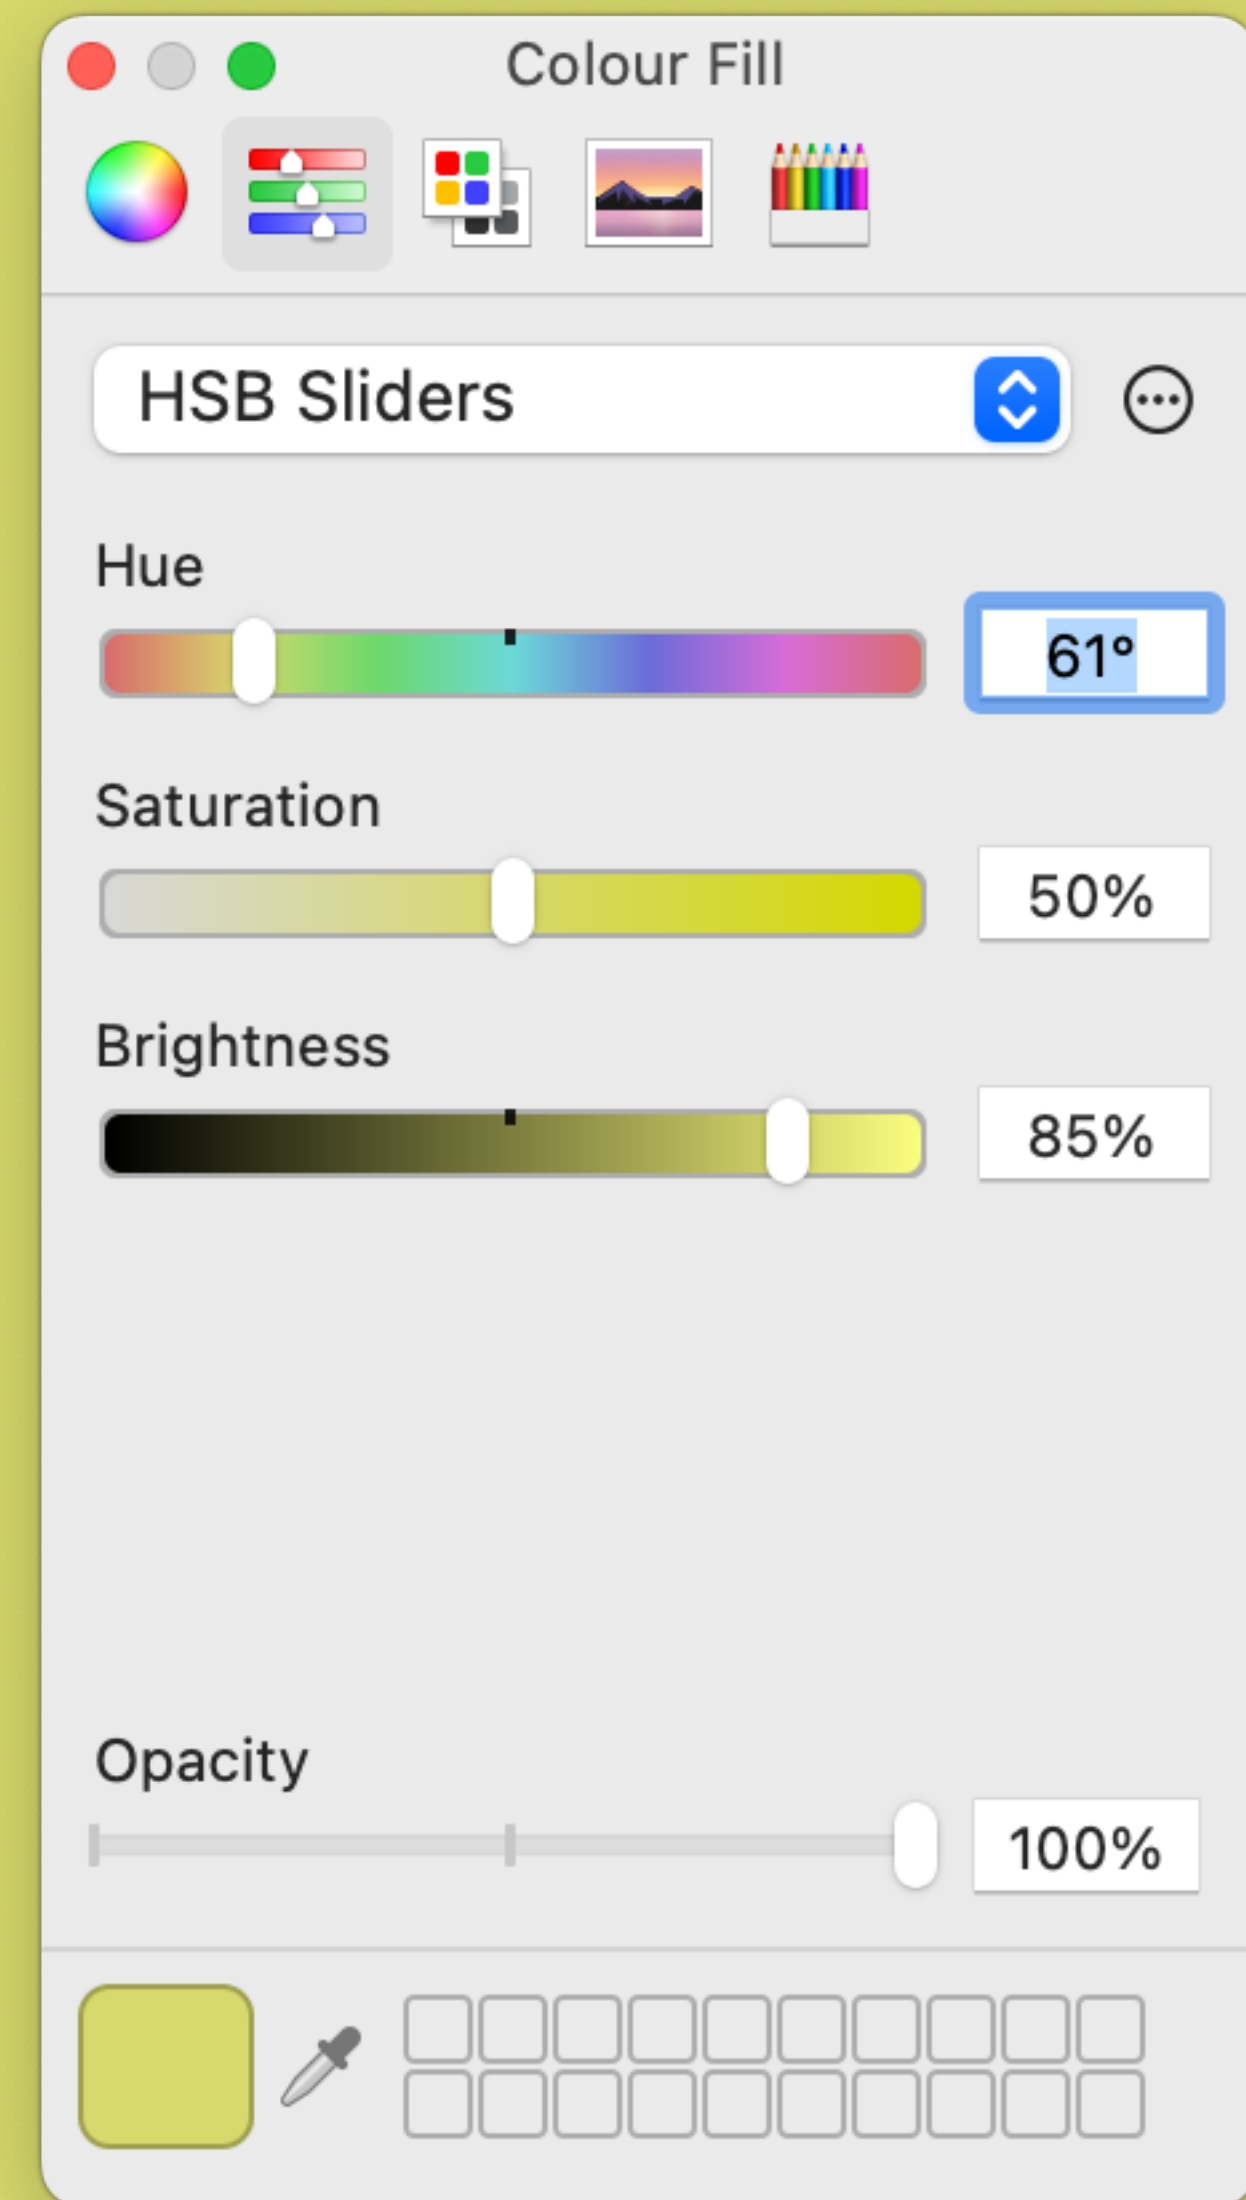 Colour Fill
HSB Sliders
Hue
61°
Saturation
50%
Brightness
85%
Opacity
100%